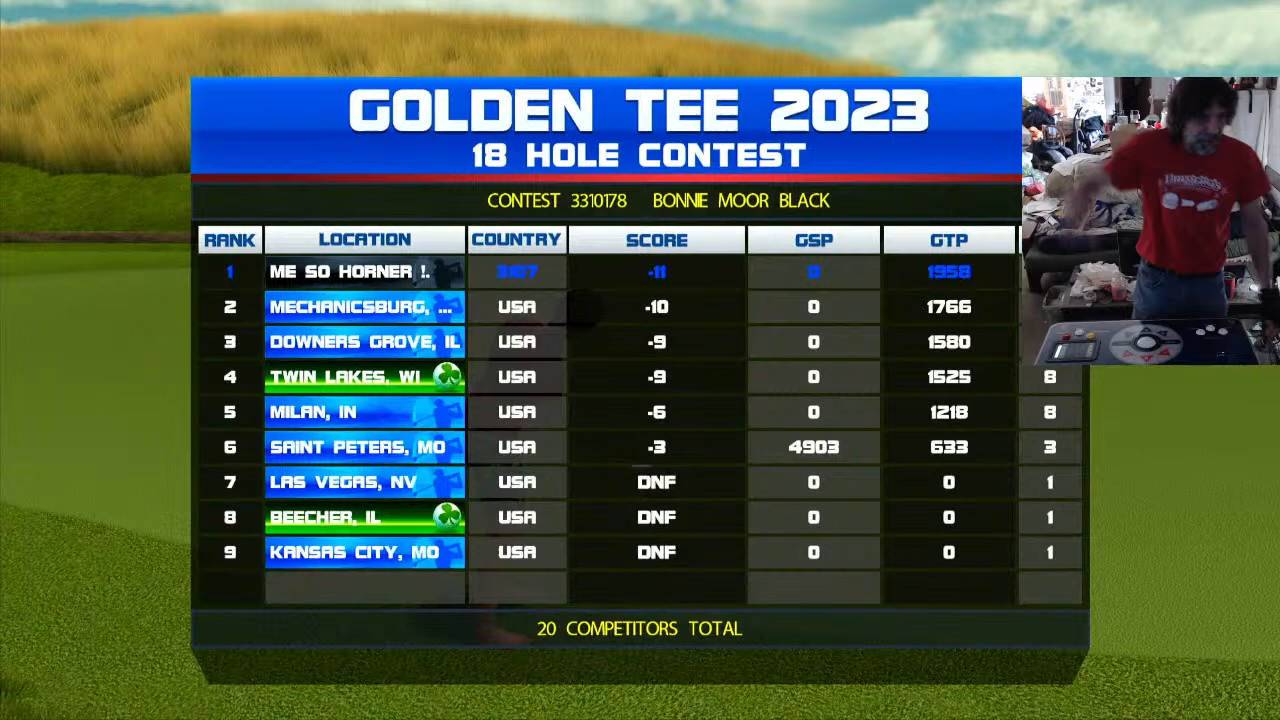 GOLDEN TEE 2023
18 HOLE CONTEST
CONTEST 3310178 BONNIE MOOR BLACK
RANK LOCATION COUNTRY SCORE GSP GTP
1 ME SO HORNER !. 3107 -11 0 1958
2 MECHANICSBURG, ... USA -10 0 1766
3 DOWNERS GROVE, IL USA -9 0 1580
4 TWIN LAKES, WI USA -9 0 1525 8
5 MILAN, IN USA -6 0 1218 8
6 SAINT PETERS, MO USA -3 4903 633 3
7 LAS VEGAS, NV USA DNF 0 0 1
8 BEECHER, IL USA DNF 0 0 1
9 KANSAS CITY, MO USA DNF 0 0 1
20 COMPETITORS TOTAL